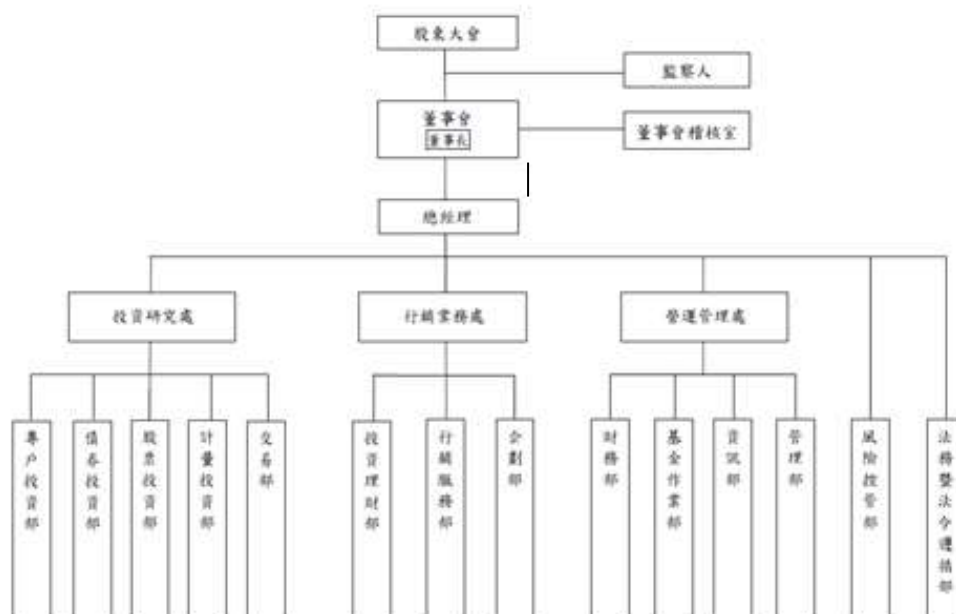 股東大會
監察人
董事會
董事長
董事會稽核室
總經理
投資研究處
行銷業務處
營運管理處
專戶投資部
債券投資部
股票投資部
計量投資部
交易部
投資理財部
行銷服務部
企劃部
財務部
基金作業部
資訊部
管理部
風險控管部
法務暨法令遵循部